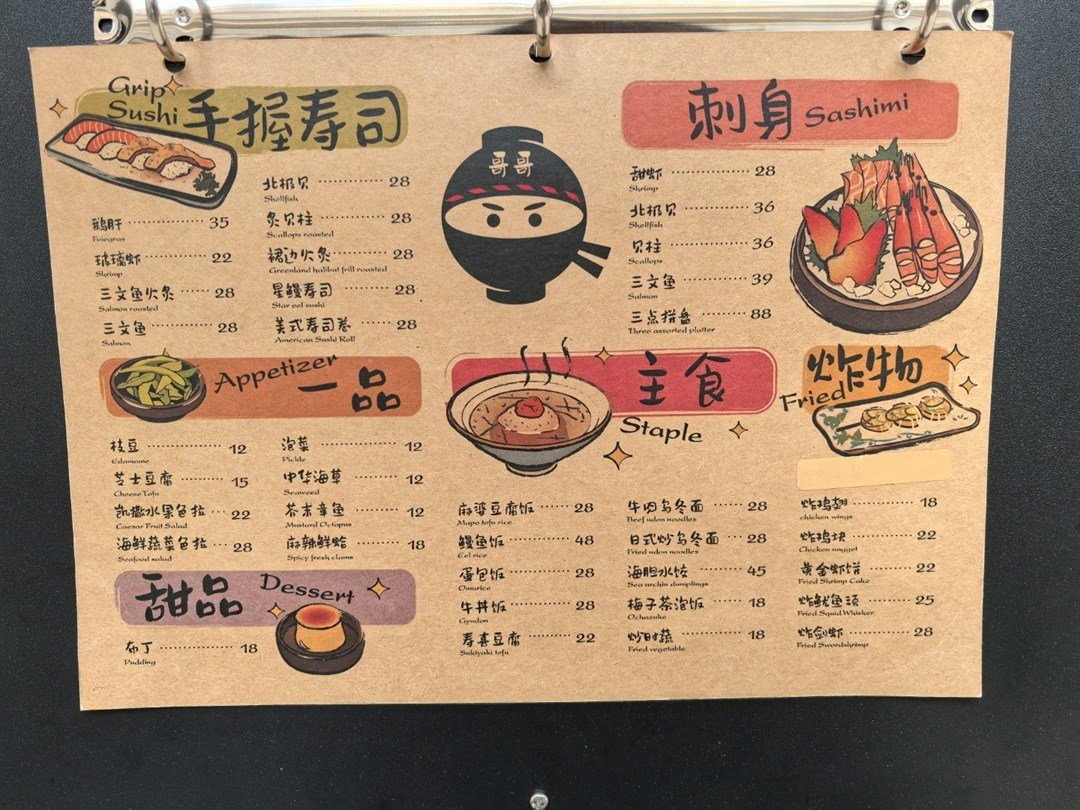 Grip
Sushi 手握寿司
鹅肝 ············ 35
Foiegras
玻璃虾 ············ 22
Shrimp
三文鱼火炙 ······ 28
Salmon roasted
三文鱼 ············ 28
Salmon
北极贝 ············ 28
Shellfish
炙贝柱 ············ 28
Scallops roasted
裙边火炙 ············ 28
Greenland halibut frill roasted
星鳗寿司 ········· 28
Star eel sushi
美式寿司卷 ······ 28
American Sushi Roll
哥哥
刺身 Sashimi
甜虾 ············ 28
Shrimp
北极贝 ············ 36
Shellfish
贝柱 ············ 36
Scallops
三文鱼 ············ 39
Salmon
三点拼盘 ········· 88
Three assorted platter
Appetizer 一品
枝豆 ············ 12
Edamame
芝士豆腐 ········· 15
Cheese Tofu
凯撒水果色拉 ··· 22
Caesar Fruit Salad
海鲜蔬菜色拉 ··· 28
Seafood salad
泡菜 ············ 12
Pickle
中华海草 ········· 12
Seaweed
芥末章鱼 ········· 12
Mustard Octopus
麻辣鲜蛤 ········· 18
Spicy fresh clams
甜品 Dessert
布丁 ············ 18
Pudding
主食
Staple
麻婆豆腐饭 ······ 28
Mapo tofu rice
鳗鱼饭 ············ 48
Eel rice
蛋包饭 ············ 28
Omurice
牛丼饭 ············ 28
Gyudon
寿喜豆腐 ········· 22
Sukiyaki tofu
牛肉乌冬面 ······ 28
Beef udon noodles
日式炒乌冬面 ··· 28
Fried udon noodles
海胆水饺 ········· 45
Sea urchin dumplings
梅子茶泡饭 ······ 18
Ochazuke
炒时蔬 ············ 18
Fried vegetable
炸物
Fried
炸鸡翅 ············ 18
chicken wings
炸鸡块 ············ 22
Chicken nugget
黄金虾饼 ········· 22
Fried Shrimp Cake
炸鱿鱼须 ········· 25
Fried Squid Whisker
炸剑虾 ············ 28
Fried Swordshrimp